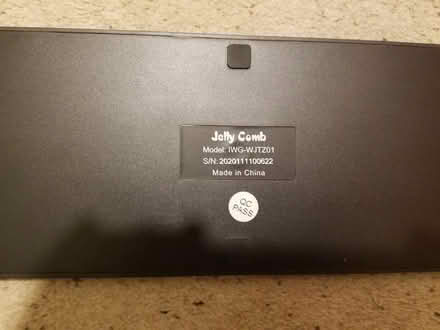 Jelly Comb
Model: IWG-WJTZ01
S/N: 2020111100622
Made in China
QC
PASS